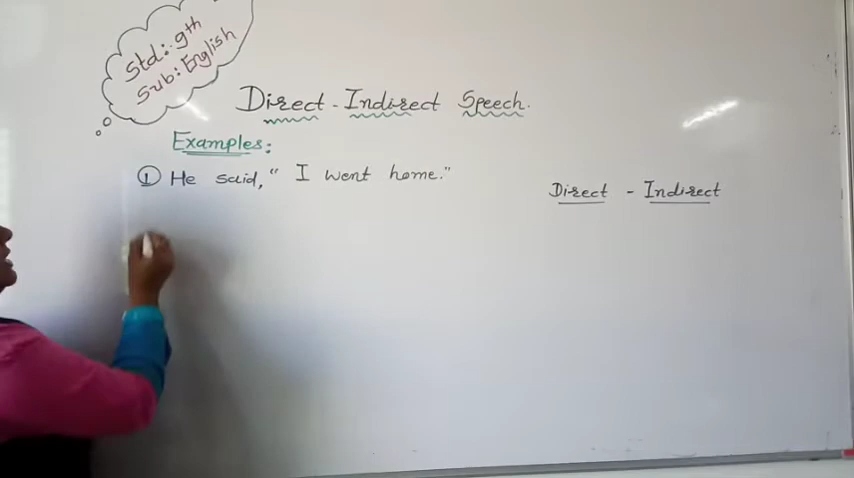 Std: 9th
Sub: English
Direct - Indirect Speech.
Examples:
① He said, " I went home."
Direct - Indirect